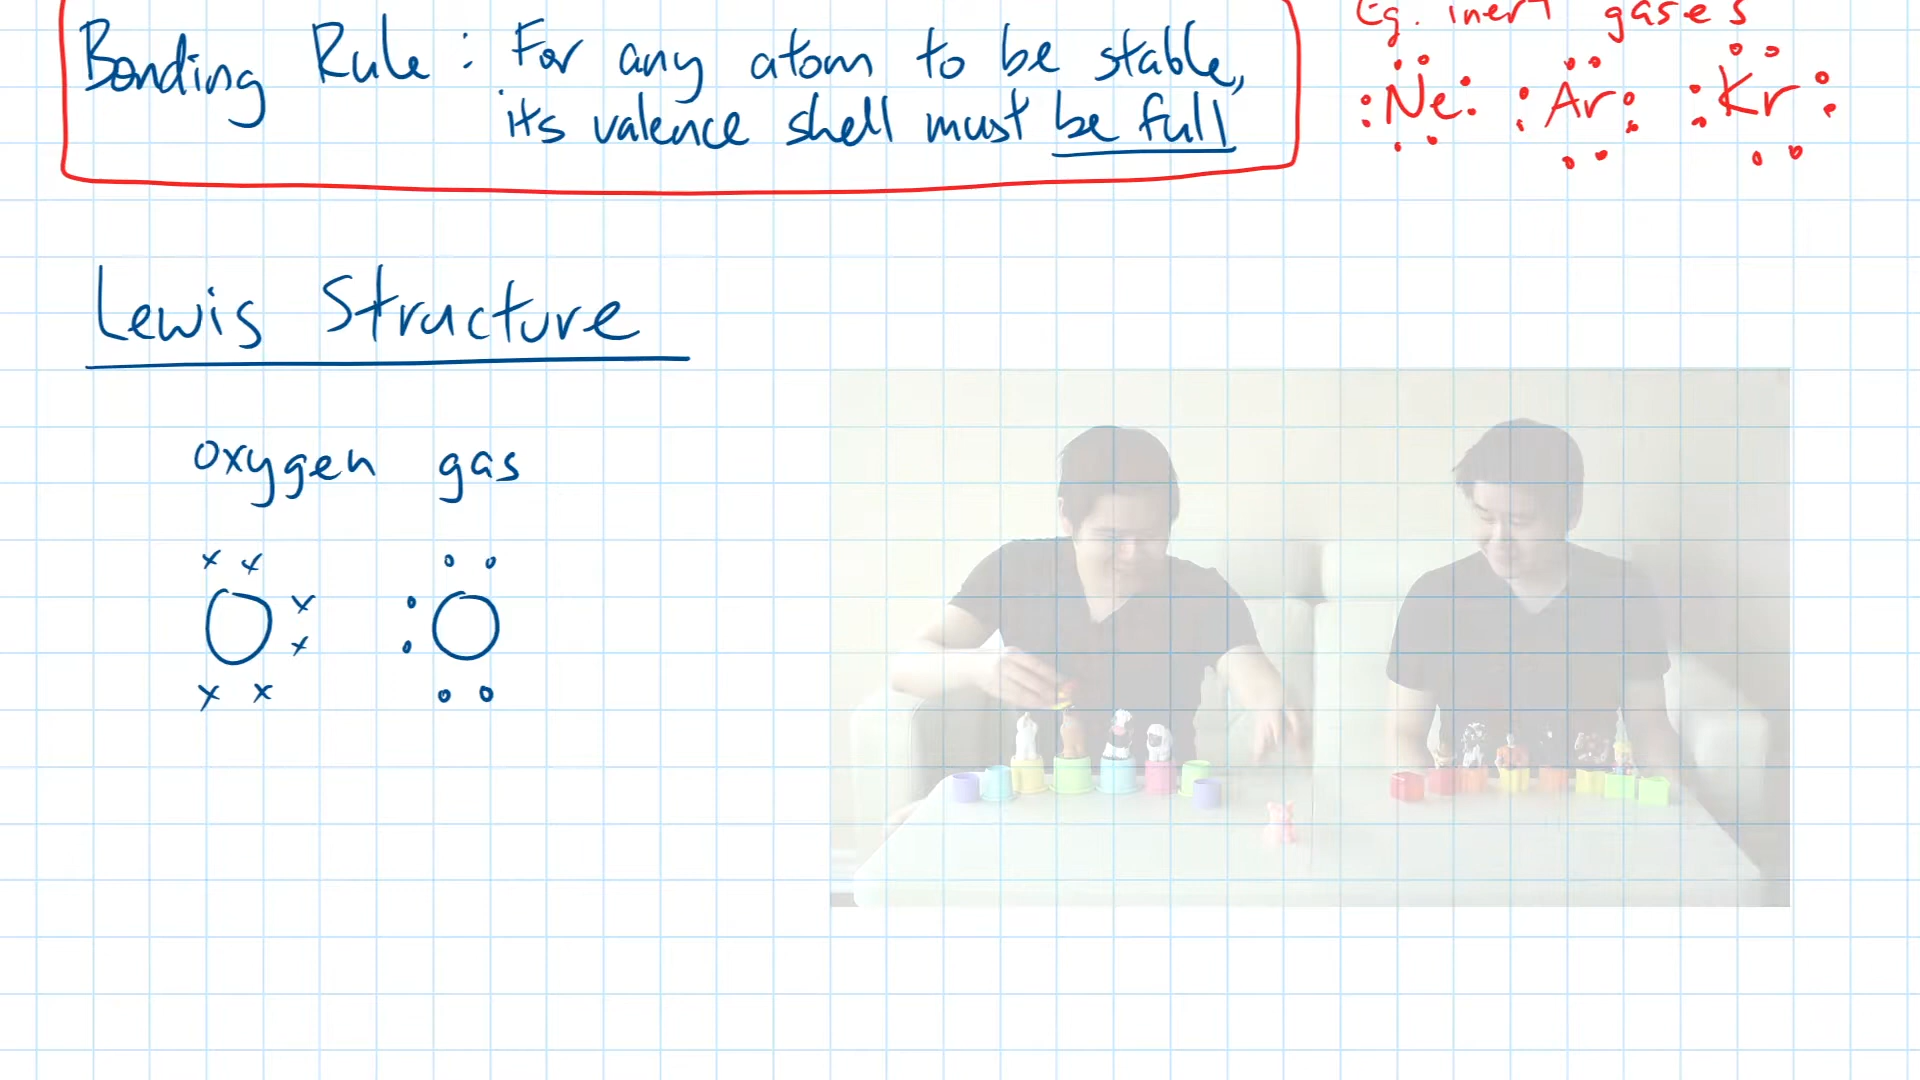 Bonding Rule: For any atom to be stable,
its valence shell must be full
Eg. inert gases
Ne Ar Kr
Lewis Structure
oxygen gas
O O